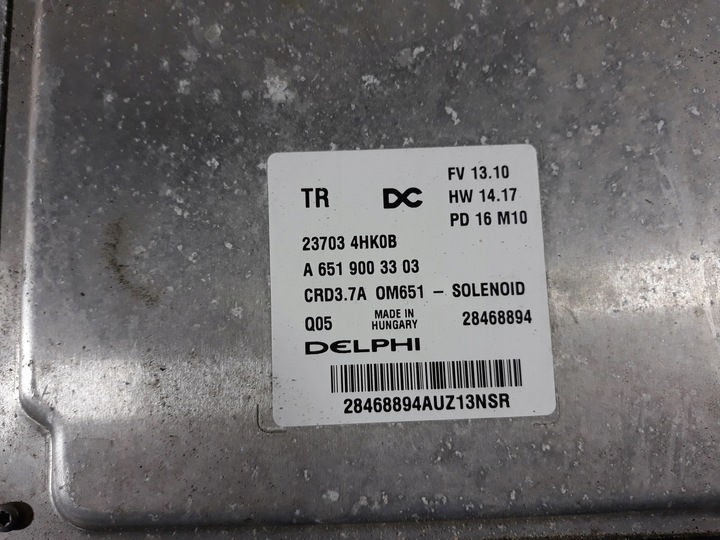 FV 13.10
TR DC HW 14.17
PD 16 M10
23703 4HK0B
A 651 900 33 03
CRD3.7A OM651 - SOLENOID
Q05 MADE IN HUNGARY 28468894
DELPHI
28468894AUZ13NSR